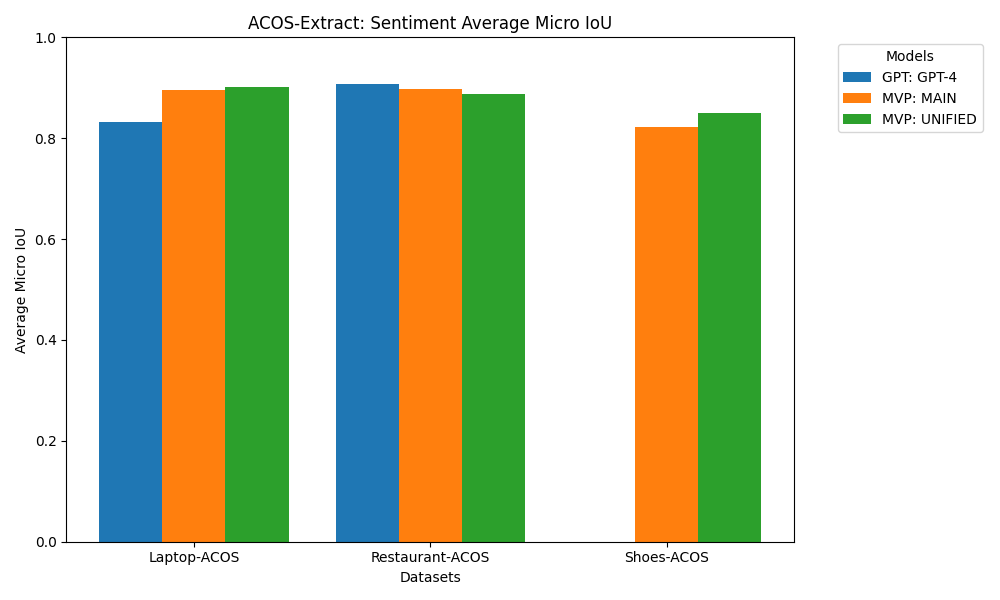 ACOS-Extract: Sentiment Average Micro IoU
Models
GPT: GPT-4
MVP: MAIN
MVP: UNIFIED
Average Micro IoU
1.0
0.8
0.6
0.4
0.2
0.0
Laptop-ACOS
Restaurant-ACOS
Shoes-ACOS
Datasets